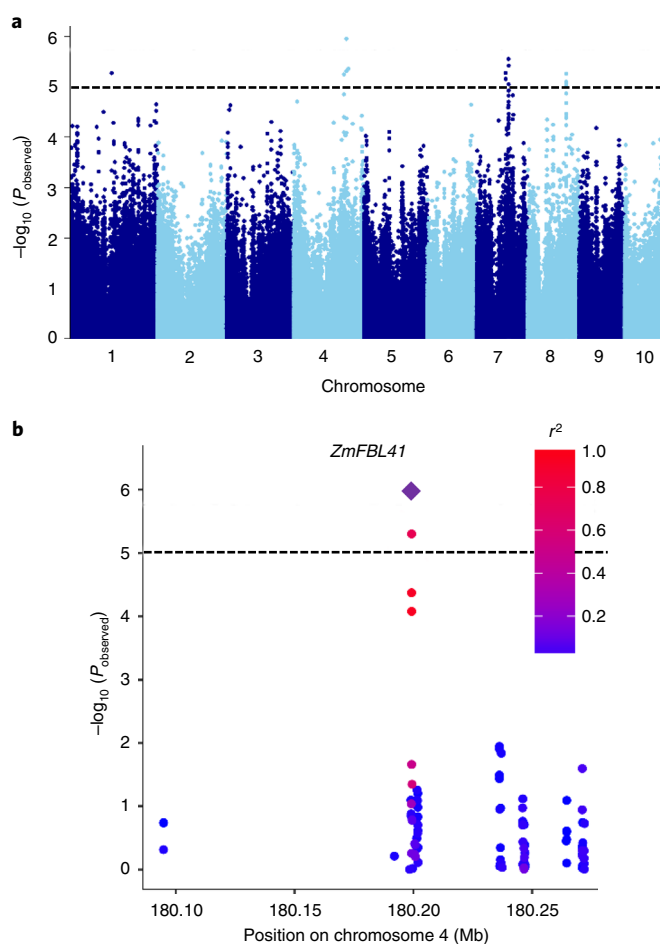 a
6
5
4
3
2
1
0
–log10 (Pobserved)
1 2 3 4 5 6 7 8 9 10
Chromosome
b
ZmFBL41
r2
1.0
0.8
0.6
0.4
0.2
6
5
4
3
2
1
0
–log10 (Pobserved)
180.10 180.15 180.20 180.25
Position on chromosome 4 (Mb)